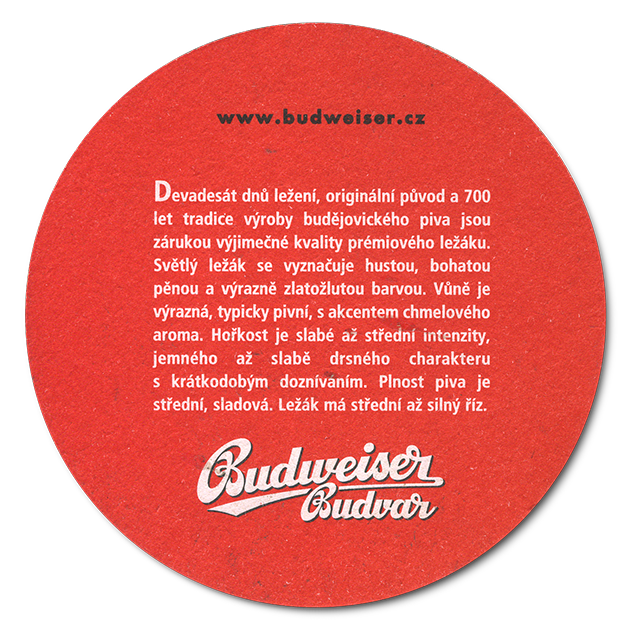 www.budweiser.cz
Devadesát dnů ležení, originální původ a 700
let tradice výroby budějovického piva jsou
zárukou výjimečné kvality prémiového ležáku.
Světlý ležák se vyznačuje hustou, bohatou
pěnou a výrazně zlatožlutou barvou. Vůně je
výrazná, typicky pivní, s akcentem chmelového
aroma. Hořkost je slabé až střední intenzity,
jemného až slabě drsného charakteru
s krátkodobým dozníváním. Plnost piva je
střední, sladová. Ležák má střední až silný říz.
Budweiser
Budvar